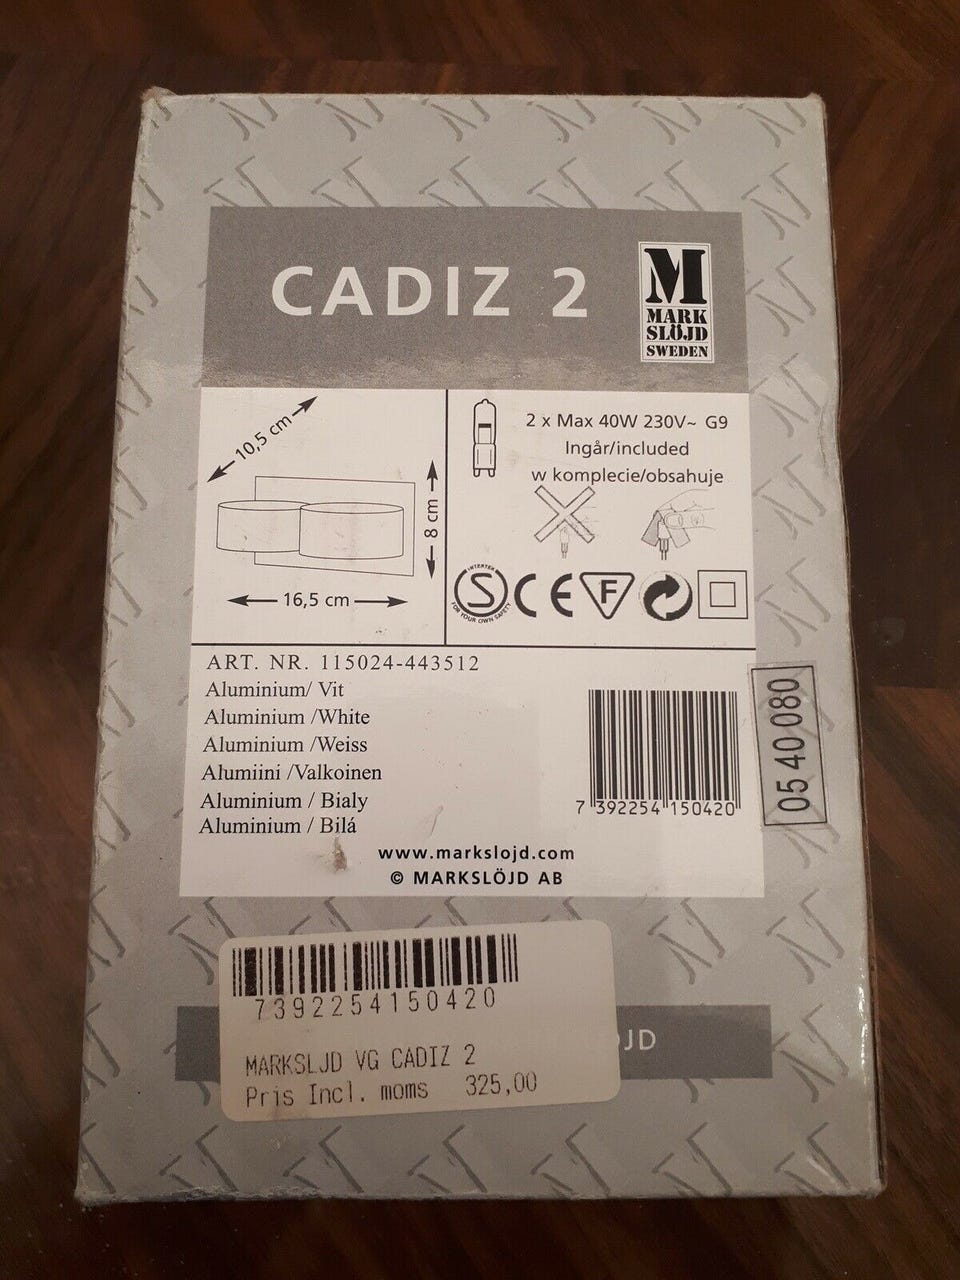 CADIZ 2
M
MARK
SLÖJD
SWEDEN
10,5 cm
8 cm
16,5 cm
2 x Max 40W 230V~ G9
Ingår/included
w komplecie/obsahuje
INTERTEK
S
FOR YOUR OWN SAFETY
CE
F
ART. NR. 115024-443512
Aluminium/ Vit
Aluminium /White
Aluminium /Weiss
Alumiini /Valkoinen
Aluminium / Bialy
Aluminium / Bilá
7 392254 150420
0540080
www.markslojd.com
© MARKSLÖJD AB
7392254150420
MARKSLJD VG CADIZ 2
Pris Incl. moms 325,00
JD